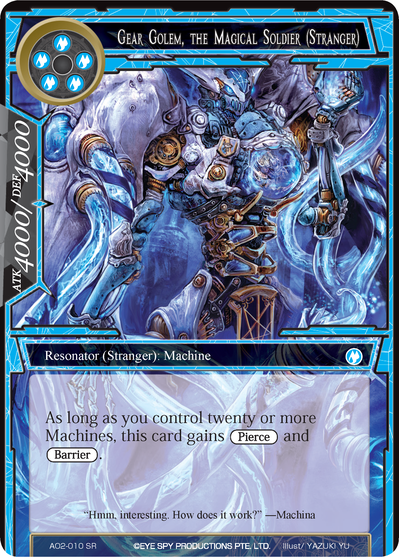 Gear Golem, the Magical Soldier (Stranger)
ATK 4000/DEF 4000
Resonator (Stranger): Machine
As long as you control twenty or more
Machines, this card gains Pierce and
Barrier.
“Hmm, interesting. How does it work?” —Machina
A02-010 SR ©EYE SPY PRODUCTIONS PTE. LTD. Illust/ YAZUKI YU